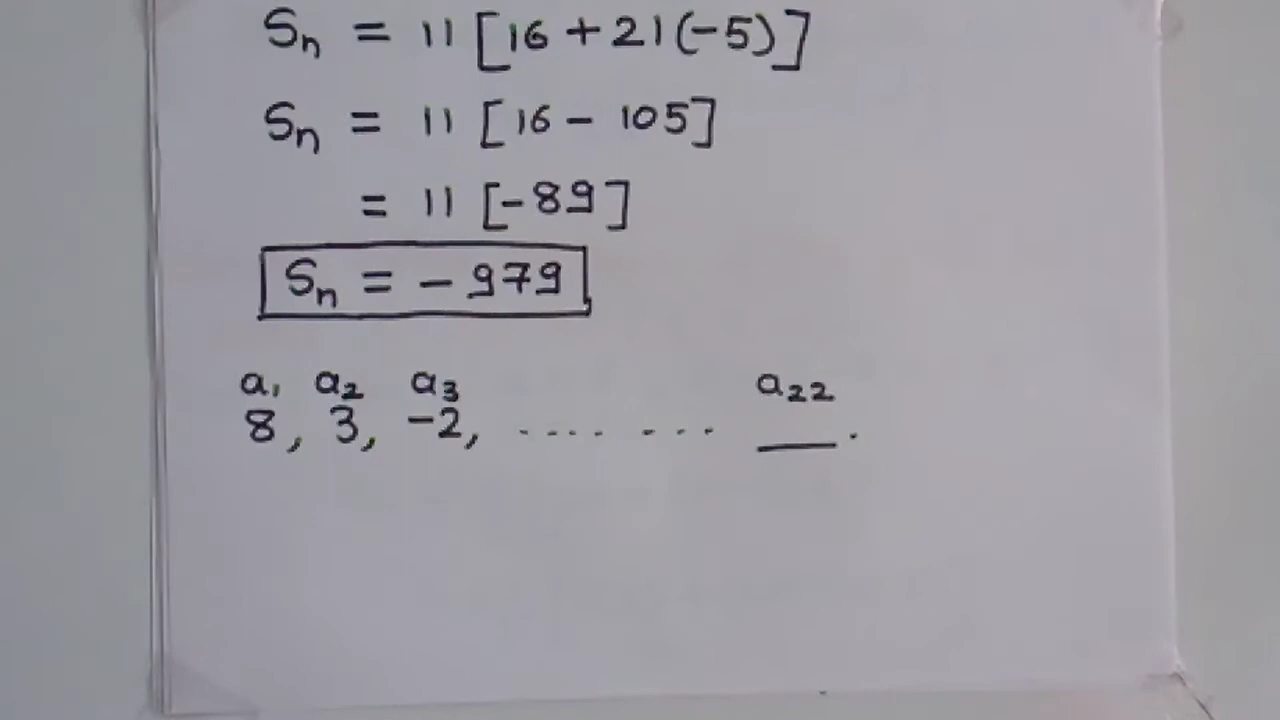 Sn = 11 [16 + 21(-5)]
Sn = 11 [16 - 105]
= 11 [-89]
Sn = - 979
a1 a2 a3 a22
8, 3, -2, .... ... __.